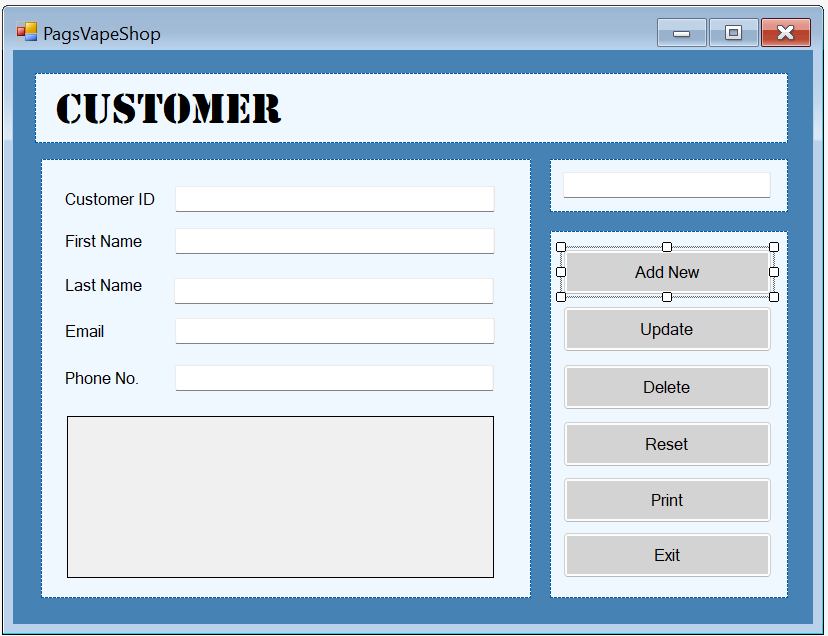 PagsVapeShop
CUSTOMER
Customer ID
First Name
Last Name
Email
Phone No.
Add New
Update
Delete
Reset
Print
Exit